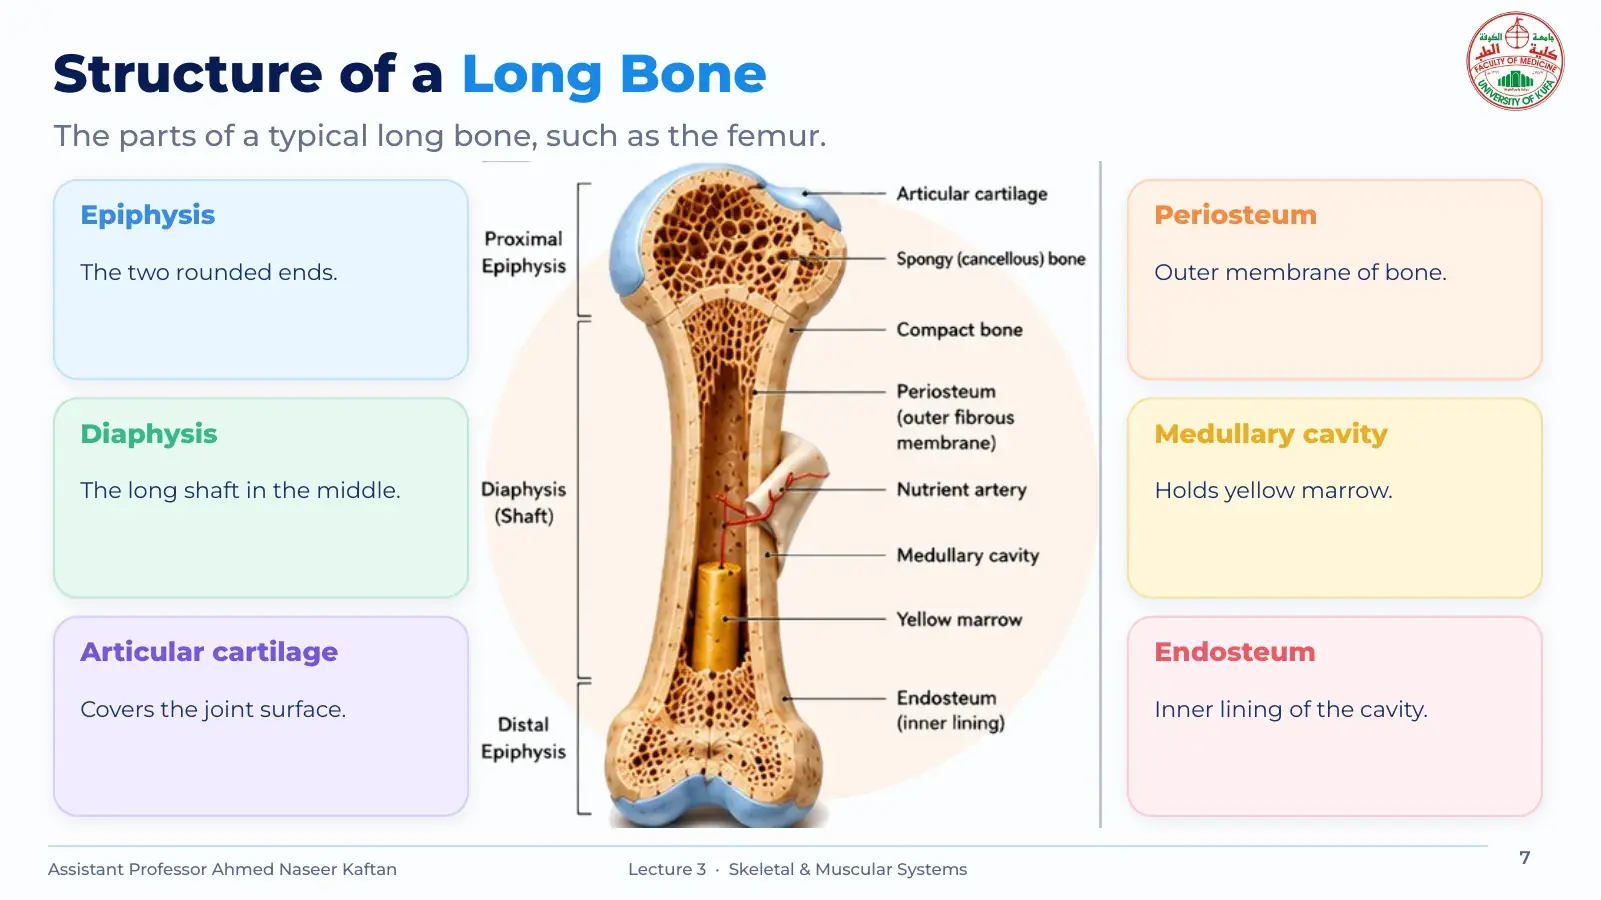 Structure of a Long Bone
The parts of a typical long bone, such as the femur.
جامعة الكوفة
كلية الطب
FACULTY OF MEDICINE
UNIVERSITY OF KUFA
Epiphysis
The two rounded ends.
Diaphysis
The long shaft in the middle.
Articular cartilage
Covers the joint surface.
Proximal
Epiphysis
Diaphysis
(Shaft)
Distal
Epiphysis
Articular cartilage
Spongy (cancellous) bone
Compact bone
Periosteum
(outer fibrous
membrane)
Nutrient artery
Medullary cavity
Yellow marrow
Endosteum
(inner lining)
Periosteum
Outer membrane of bone.
Medullary cavity
Holds yellow marrow.
Endosteum
Inner lining of the cavity.
Assistant Professor Ahmed Naseer Kaftan
Lecture 3 · Skeletal & Muscular Systems
7